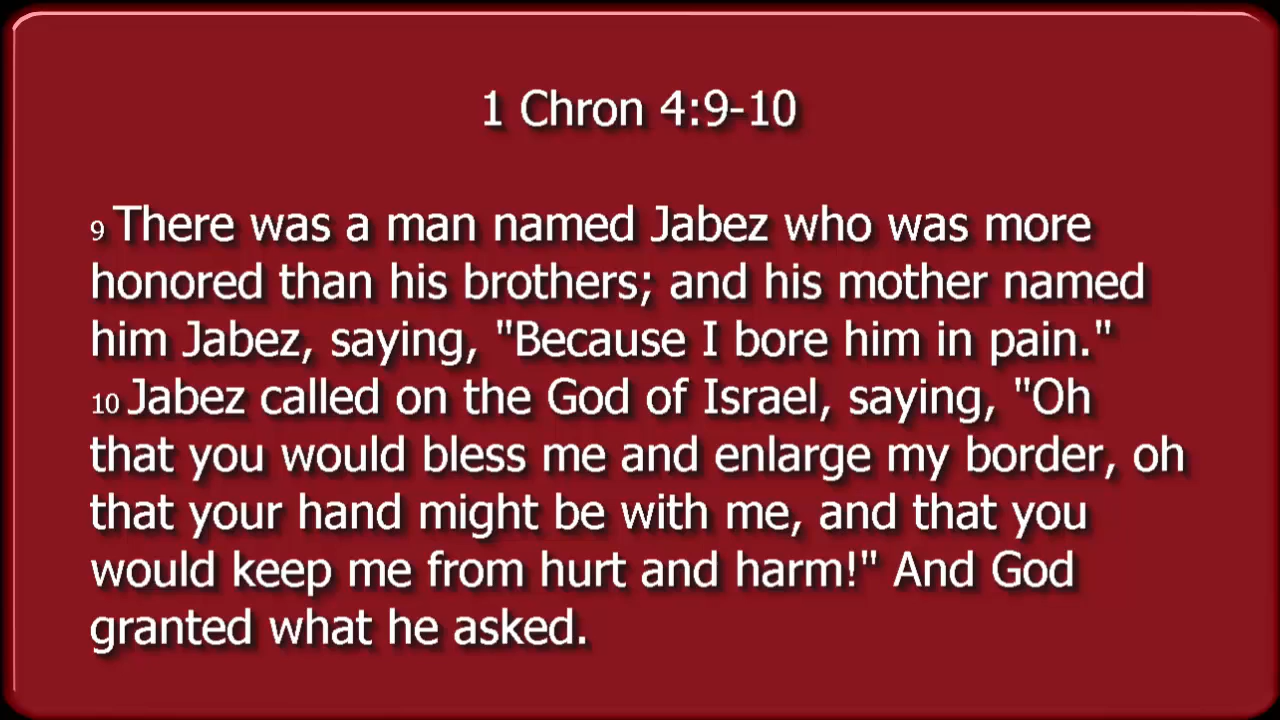 1 Chron 4:9-10
9 There was a man named Jabez who was more
honored than his brothers; and his mother named
him Jabez, saying, "Because I bore him in pain."
10 Jabez called on the God of Israel, saying, "Oh
that you would bless me and enlarge my border, oh
that your hand might be with me, and that you
would keep me from hurt and harm!" And God
granted what he asked.